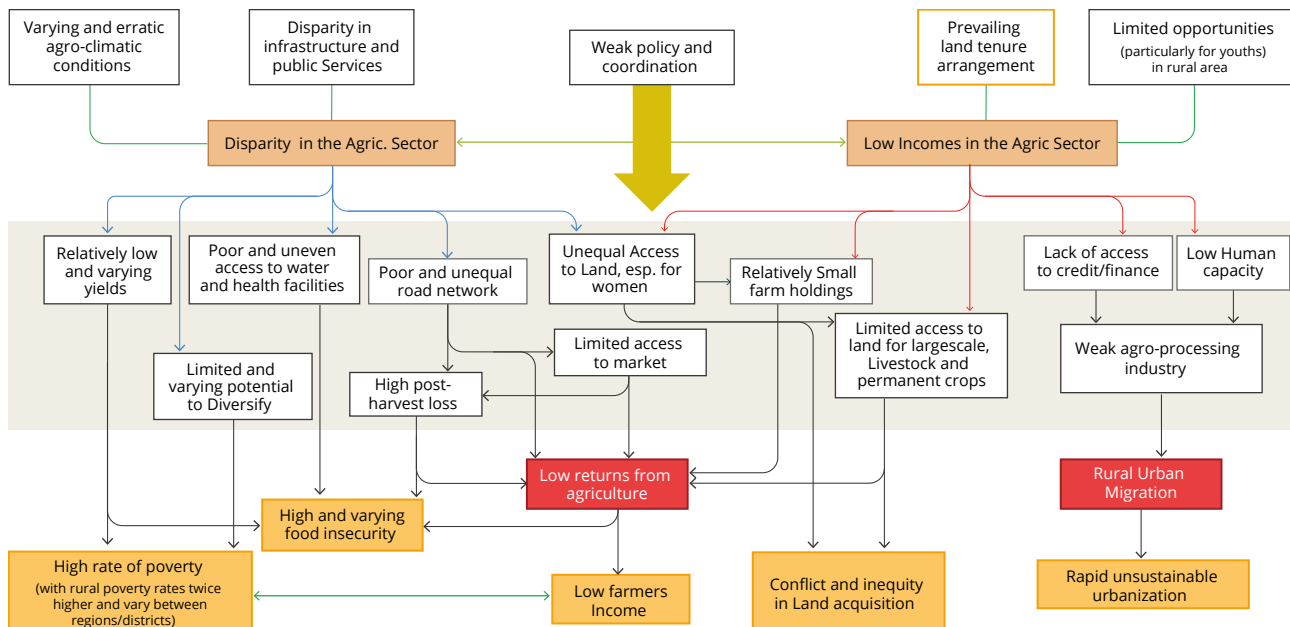 Varying and erratic
agro-climatic
conditions
Disparity in
infrastructure and
public Services
Weak policy and
coordination
Prevailing
land tenure
arrangement
Limited opportunities
(particularly for youths)
in rural area
Disparity in the Agric. Sector
Low Incomes in the Agric Sector
Relatively low
and varying
yields
Poor and uneven
access to water
and health facilities
Poor and unequal
road network
Unequal Access
to Land, esp. for
women
Relatively Small
farm holdings
Lack of access
to credit/finance
Low Human
capacity
Limited and
varying potential
to Diversify
High post-
harvest loss
Limited access
to market
Limited access to
land for largescale,
Livestock and
permanent crops
Weak agro-processing
industry
Low returns from
agriculture
Rural Urban
Migration
High and varying
food insecurity
High rate of poverty
(with rural poverty rates twice
higher and vary between
regions/districts)
Low farmers
Income
Conflict and inequity
in Land acquisition
Rapid unsustainable
urbanization